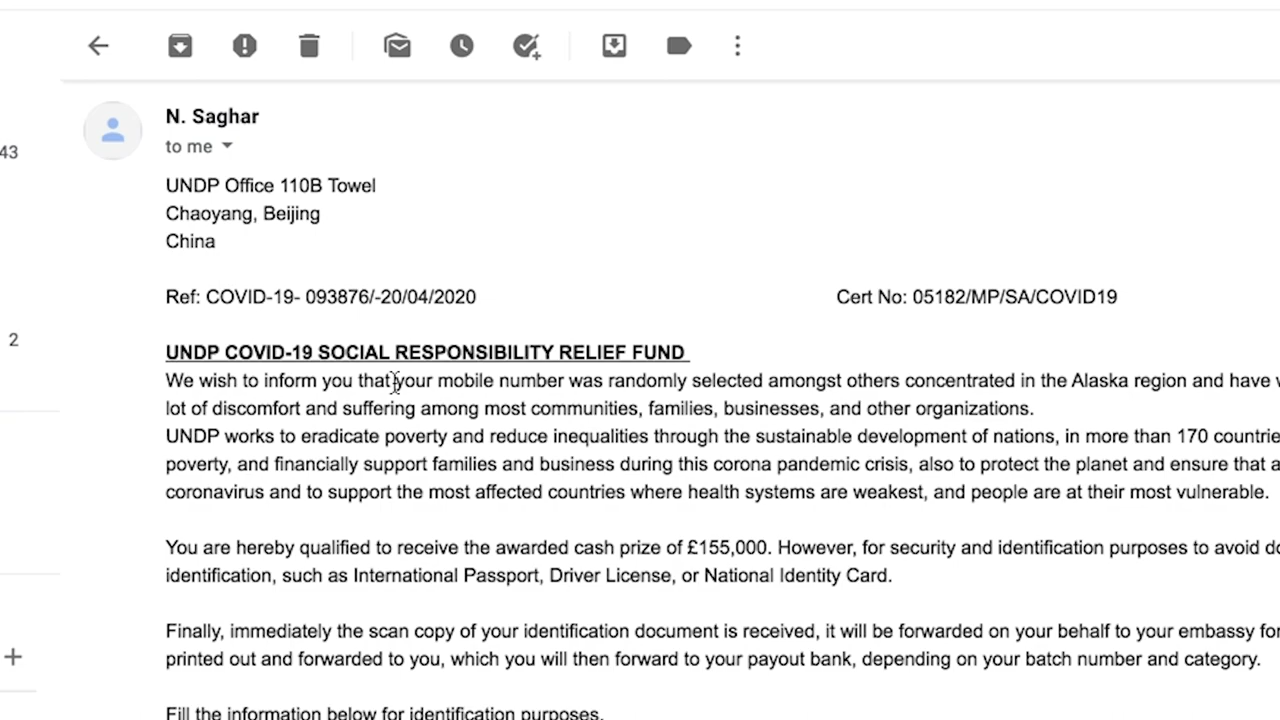 N. Saghar
43
to me
UNDP Office 110B Towel
Chaoyang, Beijing
China
Ref: COVID-19- 093876/-20/04/2020 Cert No: 05182/MP/SA/COVID19
2
UNDP COVID-19 SOCIAL RESPONSIBILITY RELIEF FUND
We wish to inform you that your mobile number was randomly selected amongst others concentrated in the Alaska region and have
lot of discomfort and suffering among most communities, families, businesses, and other organizations.
UNDP works to eradicate poverty and reduce inequalities through the sustainable development of nations, in more than 170 countrie
poverty, and financially support families and business during this corona pandemic crisis, also to protect the planet and ensure that a
coronavirus and to support the most affected countries where health systems are weakest, and people are at their most vulnerable.
You are hereby qualified to receive the awarded cash prize of £155,000. However, for security and identification purposes to avoid do
identification, such as International Passport, Driver License, or National Identity Card.
Finally, immediately the scan copy of your identification document is received, it will be forwarded on your behalf to your embassy for
printed out and forwarded to you, which you will then forward to your payout bank, depending on your batch number and category.
Fill the information below for identification purposes.